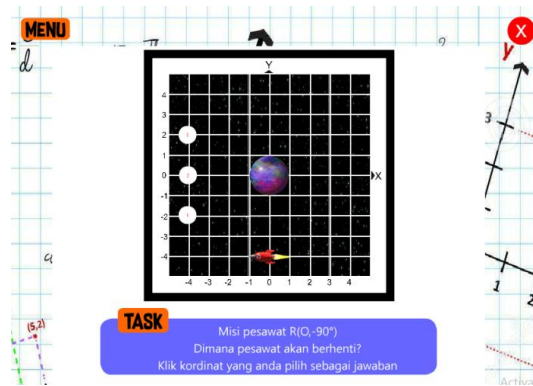 MENU
X
d
y
Y
4
3
2
1
0
-1
-2
-3
-4
X
-4 -3 -2 -1 0 1 2 3 4
3
1 2
(5,2)
TASK
Misi pesawat R(O,-90°)
Dimana pesawat akan berhenti?
Klik kordinat yang anda pilih sebagai jawaban
Activa